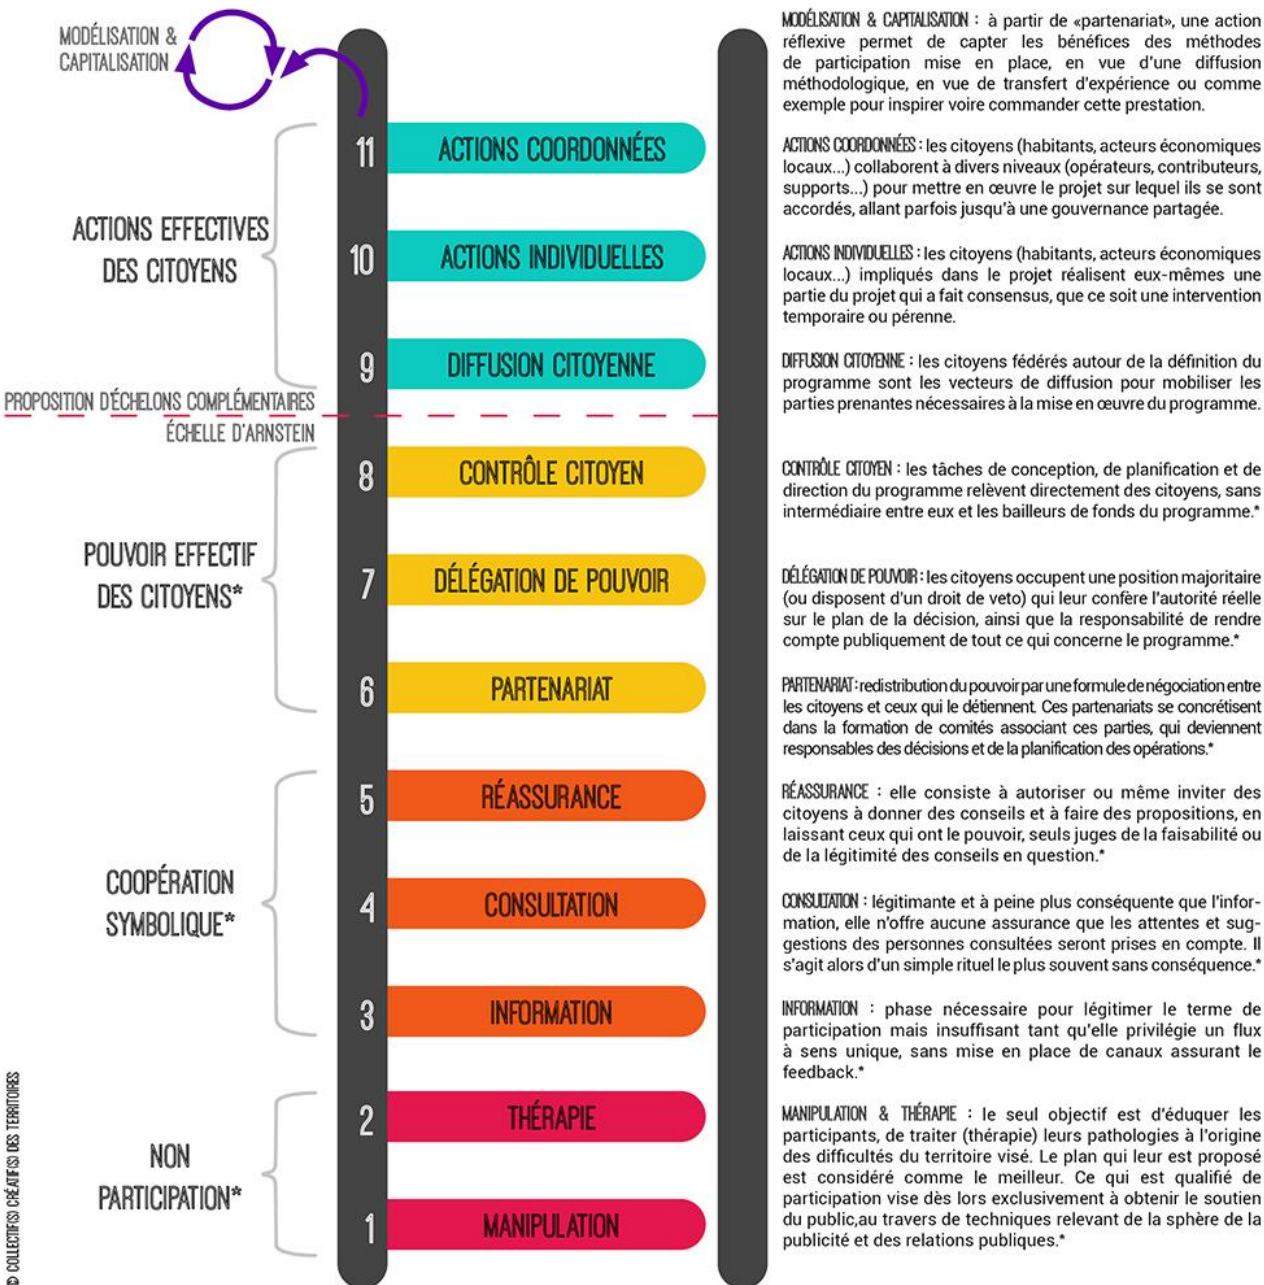 MODÉLISATION &
CAPITALISATION
MODÉLISATION & CAPITALISATION : à partir de «partenariat», une action
réflexive permet de capter les bénéfices des méthodes
de participation mise en place, en vue d'une diffusion
méthodologique, en vue de transfert d'expérience ou comme
exemple pour inspirer voire commander cette prestation.
ACTIONS EFFECTIVES
DES CITOYENS
11 ACTIONS COORDONNÉES
ACTIONS COORDONNÉES : les citoyens (habitants, acteurs économiques
locaux...) collaborent à divers niveaux (opérateurs, contributeurs,
supports...) pour mettre en œuvre le projet sur lequel ils se sont
accordés, allant parfois jusqu'à une gouvernance partagée.
10 ACTIONS INDIVIDUELLES
ACTIONS INDIVIDUELLES : les citoyens (habitants, acteurs économiques
locaux...) impliqués dans le projet réalisent eux-mêmes une
partie du projet qui a fait consensus, que ce soit une intervention
temporaire ou pérenne.
9 DIFFUSION CITOYENNE
DIFFUSION CITOYENNE : les citoyens fédérés autour de la définition du
programme sont les vecteurs de diffusion pour mobiliser les
parties prenantes nécessaires à la mise en œuvre du programme.
PROPOSITION D'ÉCHELONS COMPLÉMENTAIRES
ÉCHELLE D'ARNSTEIN
POUVOIR EFFECTIF
DES CITOYENS*
8 CONTRÔLE CITOYEN
CONTRÔLE CITOYEN : les tâches de conception, de planification et de
direction du programme relèvent directement des citoyens, sans
intermédiaire entre eux et les bailleurs de fonds du programme.*
7 DÉLÉGATION DE POUVOIR
DÉLÉGATION DE POUVOIR : les citoyens occupent une position majoritaire
(ou disposent d'un droit de veto) qui leur confère l'autorité réelle
sur le plan de la décision, ainsi que la responsabilité de rendre
compte publiquement de tout ce qui concerne le programme.*
6 PARTENARIAT
PARTENARIAT : redistribution du pouvoir par une formule de négociation entre
les citoyens et ceux qui le détiennent. Ces partenariats se concrétisent
dans la formation de comités associant ces parties, qui deviennent
responsables des décisions et de la planification des opérations.*
COOPÉRATION
SYMBOLIQUE*
5 RÉASSURANCE
RÉASSURANCE : elle consiste à autoriser ou même inviter des
citoyens à donner des conseils et à faire des propositions, en
laissant ceux qui ont le pouvoir, seuls juges de la faisabilité ou
de la légitimité des conseils en question.*
4 CONSULTATION
CONSULTATION : légitimante et à peine plus conséquente que l'infor-
mation, elle n'offre aucune assurance que les attentes et sug-
gestions des personnes consultées seront prises en compte. Il
s'agit alors d'un simple rituel le plus souvent sans conséquence.*
3 INFORMATION
INFORMATION : phase nécessaire pour légitimer le terme de
participation mais insuffisant tant qu'elle privilégie un flux
à sens unique, sans mise en place de canaux assurant le
feedback.*
NON
PARTICIPATION*
2 THÉRAPIE
1 MANIPULATION
MANIPULATION & THÉRAPIE : le seul objectif est d'éduquer les
participants, de traiter (thérapie) leurs pathologies à l'origine
des difficultés du territoire visé. Le plan qui leur est proposé
est considéré comme le meilleur. Ce qui est qualifié de
participation vise dès lors exclusivement à obtenir le soutien
du public,au travers de techniques relevant de la sphère de la
publicité et des relations publiques.*
© COLLECTIF(S) CRÉATIF(S) DES TERRITOIRES